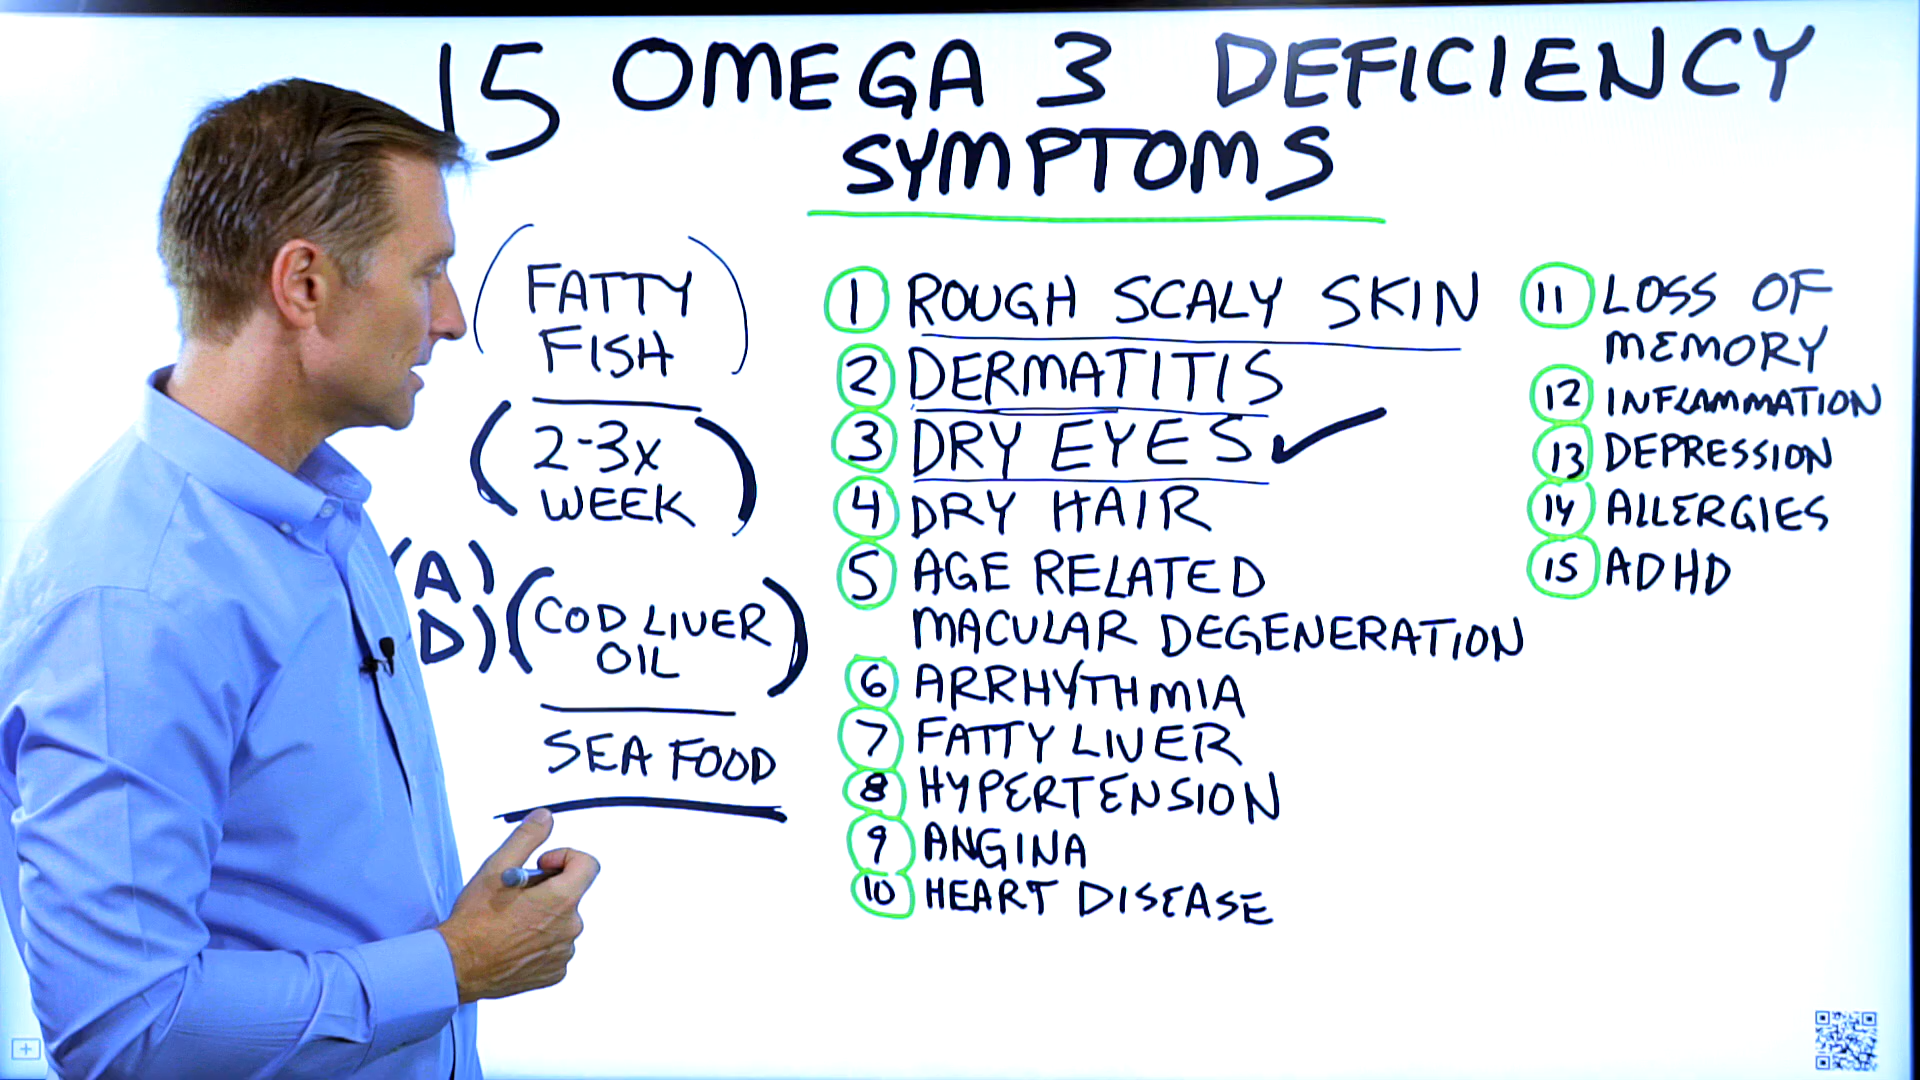 15 OMEGA 3 DEFICIENCY
SYMPTOMS
(FATTY
FISH)
(2-3x
WEEK)
(A)
D)
(COD LIVER
OIL)
SEA FOOD
1 ROUGH SCALY SKIN
2 DERMATITIS
3 DRY EYES ✓
4 DRY HAIR
5 AGE RELATED
MACULAR DEGENERATION
6 ARRHYTHMIA
7 FATTY LIVER
8 HYPERTENSION
9 ANGINA
10 HEART DISEASE
11 LOSS OF
MEMORY
12 INFLAMMATION
13 DEPRESSION
14 ALLERGIES
15 ADHD